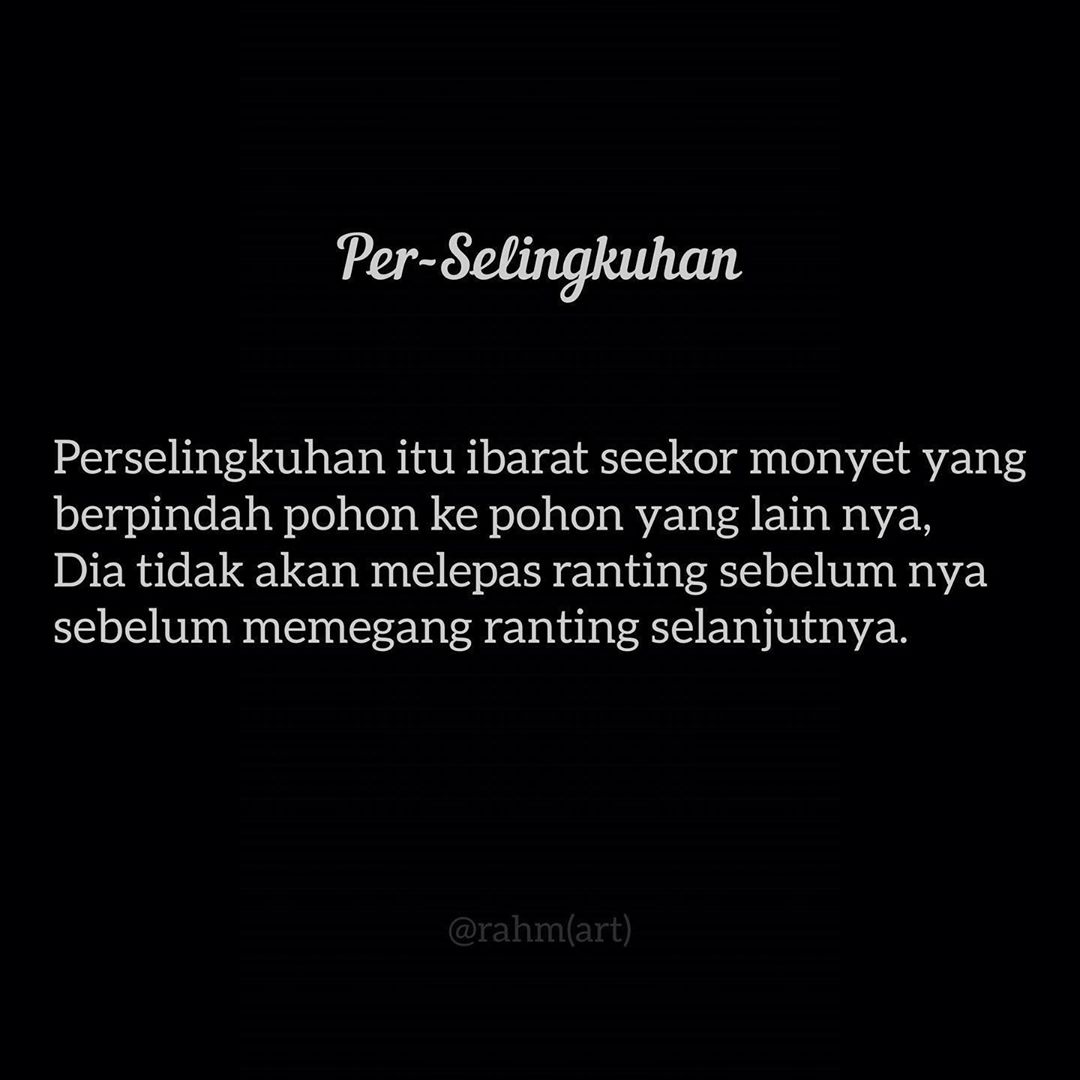 Per-Selingkuhan
Perselingkuhan itu ibarat seekor monyet yang
berpindah pohon ke pohon yang lain nya,
Dia tidak akan melepas ranting sebelum nya
sebelum memegang ranting selanjutnya.
@rahm(art)